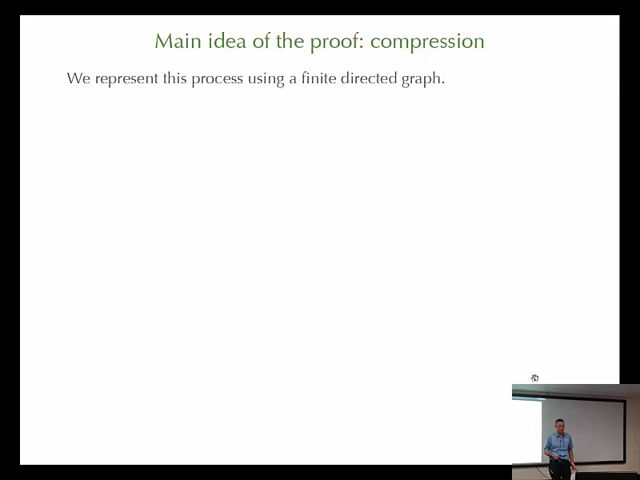 Main idea of the proof: compression
We represent this process using a finite directed graph.